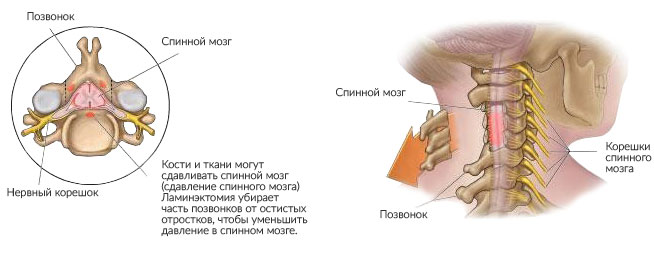 Позвонок
Спинной мозг
Нервный корешок
Кости и ткани могут
сдавливать спинной мозг
(сдавление спинного мозга)
Ламинэктомия убирает
часть позвонков от остистых
отростков, чтобы уменьшить
давление в спинном мозге.
Спинной мозг
Корешки
спинного
мозга
Позвонок